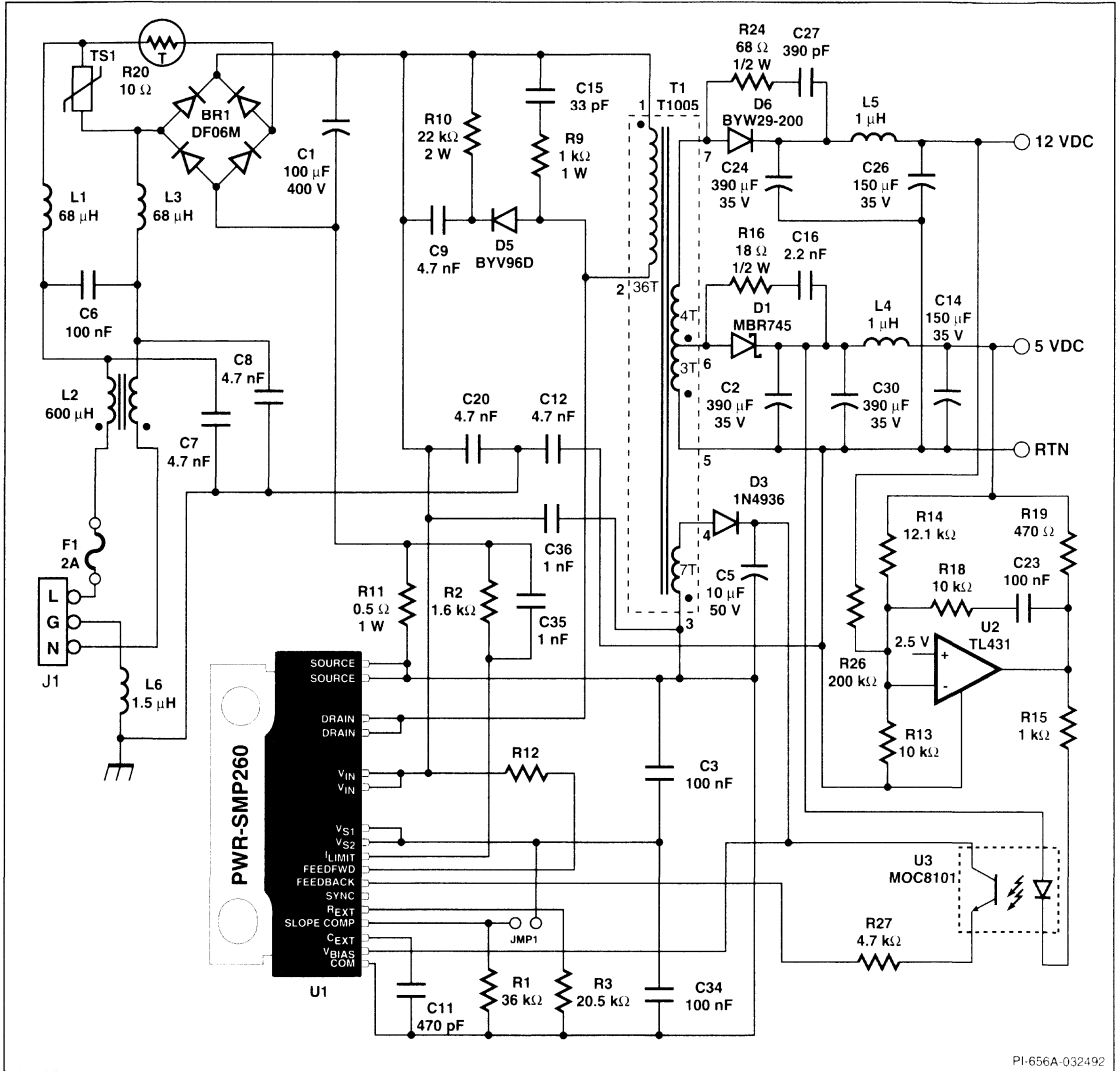 TS1
T
R20
10 Ω
BR1
DF06M
C1
100 µF
400 V
R10
22 kΩ
2 W
C15
33 pF
R9
1 kΩ
1 W
C9
4.7 nF
D5
BYV96D
T1
T1005
1
2
36T
4T
3T
7T
7
6
5
4
3
R24
68 Ω
1/2 W
C27
390 pF
D6
BYW29-200
L5
1 µH
12 VDC
C24
390 µF
35 V
C26
150 µF
35 V
R16
18 Ω
1/2 W
C16
2.2 nF
D1
MBR745
L4
1 µH
C14
150 µF
35 V
5 VDC
C2
390 µF
35 V
C30
390 µF
35 V
RTN
L1
68 µH
L3
68 µH
C6
100 nF
C8
4.7 nF
L2
600 µH
C7
4.7 nF
C20
4.7 nF
C12
4.7 nF
D3
1N4936
C36
1 nF
C5
10 µF
50 V
F1
2A
L
G
N
J1
L6
1.5 µH
R11
0.5 Ω
1 W
R2
1.6 kΩ
C35
1 nF
R14
12.1 kΩ
R19
470 Ω
R18
10 kΩ
C23
100 nF
U2
TL431
2.5 V
+
-
R26
200 kΩ
R13
10 kΩ
R15
1 kΩ
PWR-SMP260
SOURCE
SOURCE
DRAIN
DRAIN
VIN
VIN
VS1
VS2
ILIMIT
FEEDFWD
FEEDBACK
SYNC
REXT
SLOPE COMP
CEXT
VBIAS
COM
U1
R12
C3
100 nF
JMP1
U3
MOC8101
R27
4.7 kΩ
C11
470 pF
R1
36 kΩ
R3
20.5 kΩ
C34
100 nF
PI-656A-032492